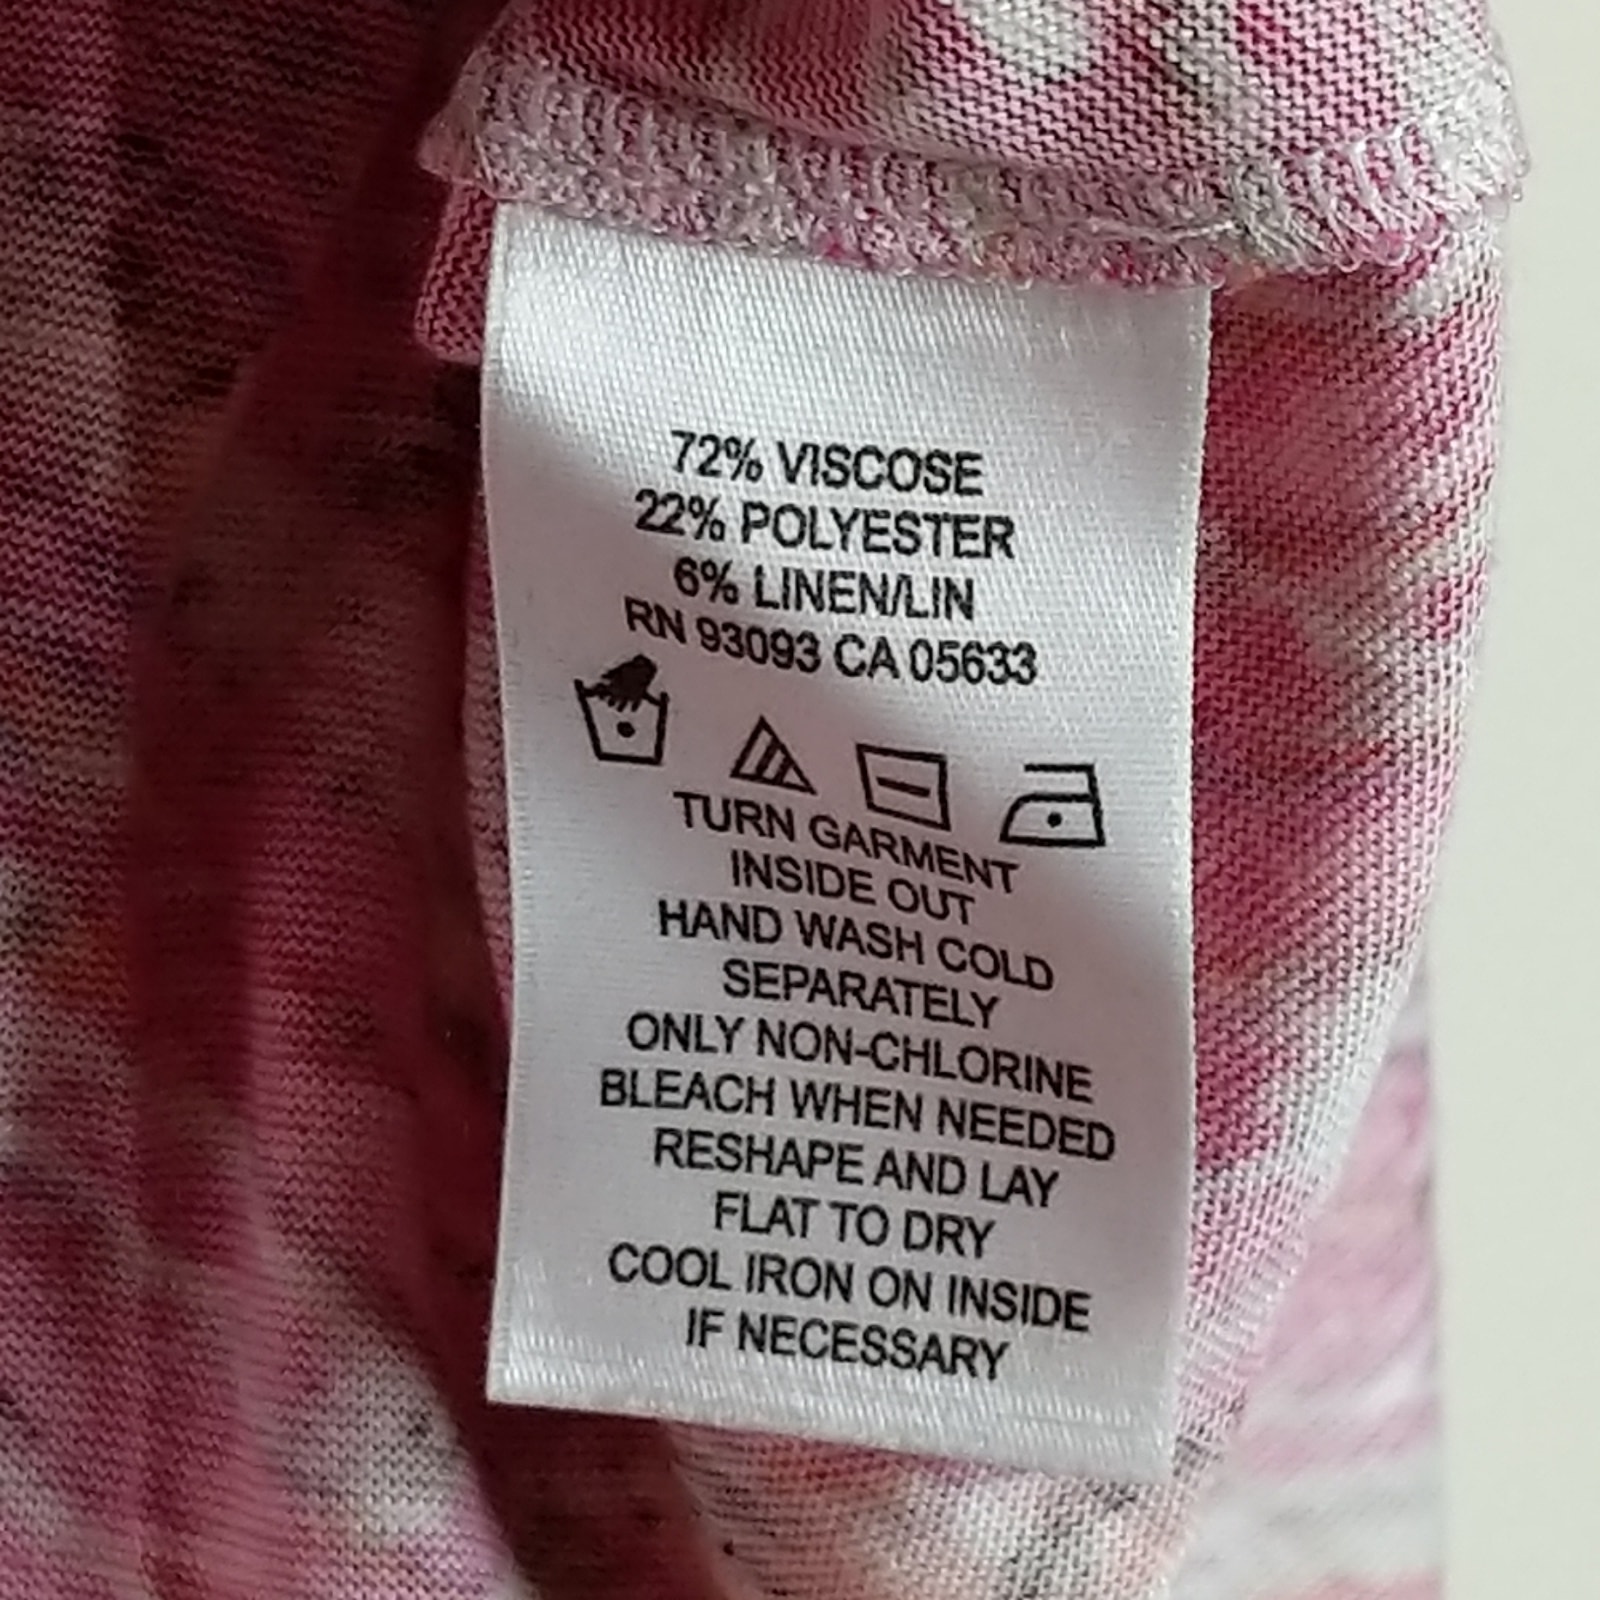 72% VISCOSE
22% POLYESTER
6% LINEN/LIN
RN 93093 CA 05633
TURN GARMENT
INSIDE OUT
HAND WASH COLD
SEPARATELY
ONLY NON-CHLORINE
BLEACH WHEN NEEDED
RESHAPE AND LAY
FLAT TO DRY
COOL IRON ON INSIDE
IF NECESSARY